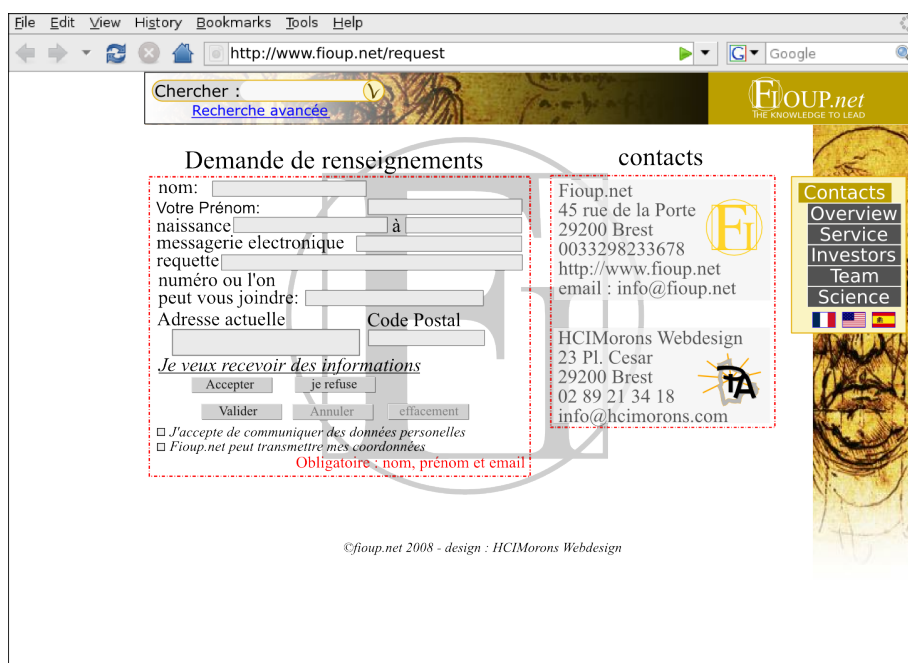 File Edit View History Bookmarks Tools Help
http://www.fioup.net/request
G Google
Chercher :
Recherche avancée
FIOUP.net
THE KNOWLEDGE TO LEAD
Demande de renseignements
nom:
Votre Prénom:
naissance à
messagerie electronique
requette
numéro ou l'on
peut vous joindre:
Adresse actuelle Code Postal
Je veux recevoir des informations
Accepter je refuse
Valider Annuler effacement
J'accepte de communiquer des données personelles
Fioup.net peut transmettre mes coordonnées
Obligatoire : nom, prénom et email
contacts
Fioup.net
45 rue de la Porte
29200 Brest
0033298233678
http://www.fioup.net
email : info@fioup.net
FI
HCIMorons Webdesign
23 Pl. Cesar
29200 Brest
02 89 21 34 18
info@hcimorons.com
Contacts
Overview
Service
Investors
Team
Science
©fioup.net 2008 - design : HCIMorons Webdesign